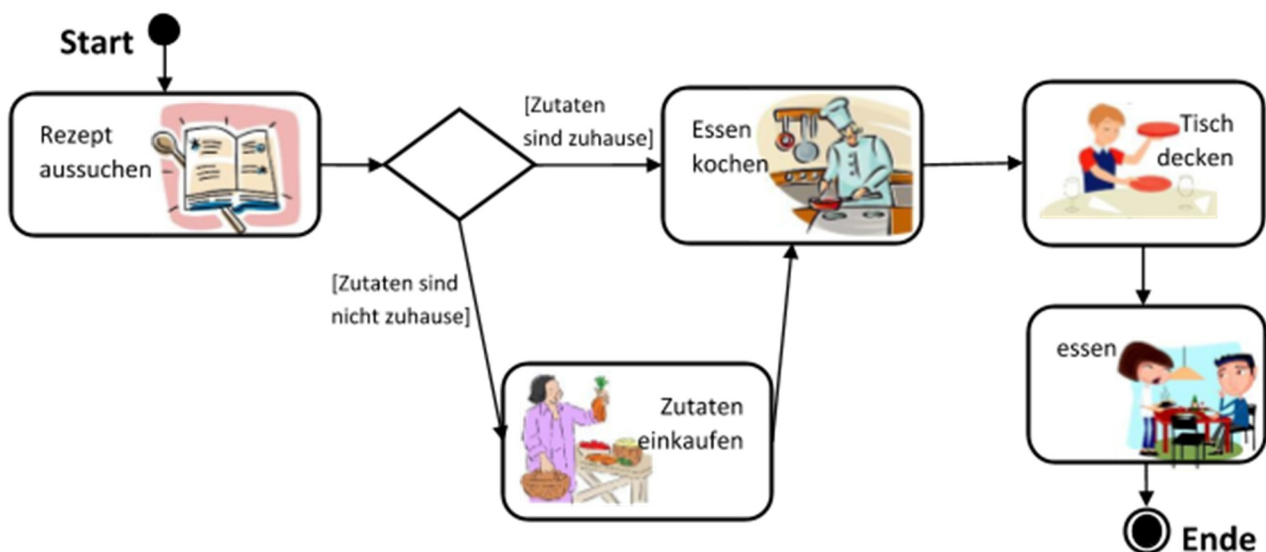 Start
Rezept
aussuchen
[Zutaten
sind zuhause]
Essen
kochen
Tisch
decken
[Zutaten sind
nicht zuhause]
Zutaten
einkaufen
essen
Ende